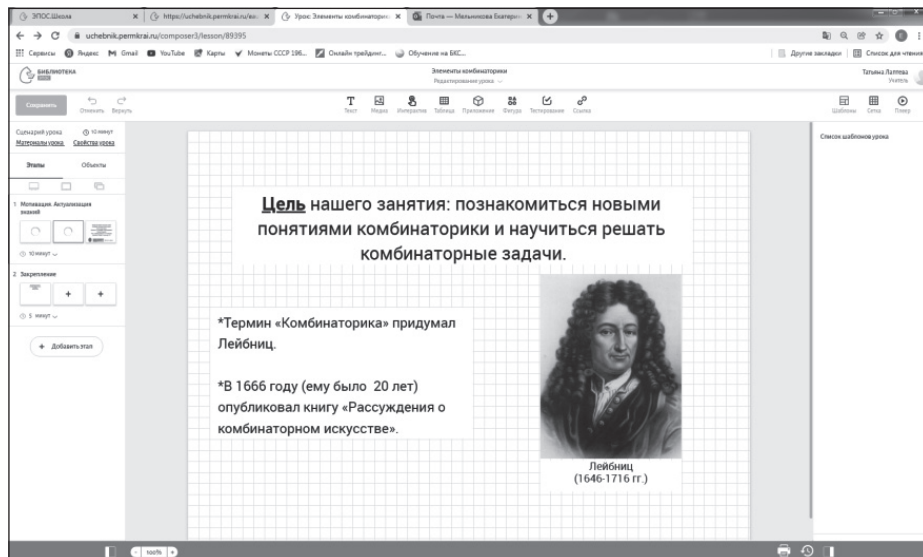 ЭПОС.Школа
https://uchebnik.permkrai.ru/ка
Урок: Элементы комбинаторик
Почта — Мельникова Екатери
uchebnik.permkrai.ru/composer3/lesson/89395
Сервисы Яндекс Gmail YouTube Карты Монеты СССР 196... Онлайн трейдинг... Обучение на БКС... Другие закладки Список для чтения
БИБЛИОТЕКА
Элементы комбинаторики
Редактирование урока
Татьяна Лаптева
Учитель
Сохранить Отменить Вернуть Текст Медиа Интерактив Таблица Приложение Фигура Тестирование Ссылка Шаблоны Сетка Плеер
Сценарий урока 10 минут
Материалы урока Свойства урока
Этапы Объекты
1 Мотивация. Актуализация
знаний
10 минут
2 Закрепление
5 минут
+ Добавить этап
Список шаблонов урока
Цель нашего занятия: познакомиться новыми
понятиями комбинаторики и научиться решать
комбинаторные задачи.
*Термин «Комбинаторика» придумал
Лейбниц.
*В 1666 году (ему было 20 лет)
опубликовал книгу «Рассуждения о
комбинаторном искусстве».
Лейбниц
(1646-1716 гг.)
100%